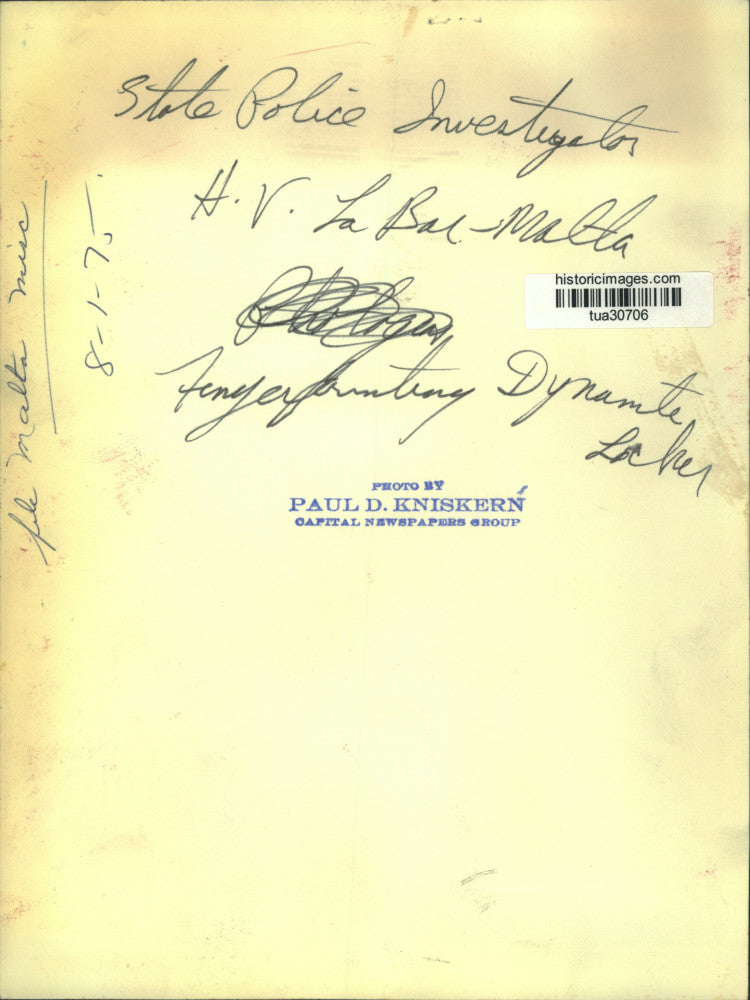 State Police Investigator
H. V. La Bar - Malta
historicimages.com
tua30706
Fingerprinting Dynamite
Locker
PHOTO BY
PAUL D. KNISKERN
CAPITAL NEWSPAPERS GROUP
8-1-75
file Malta misc